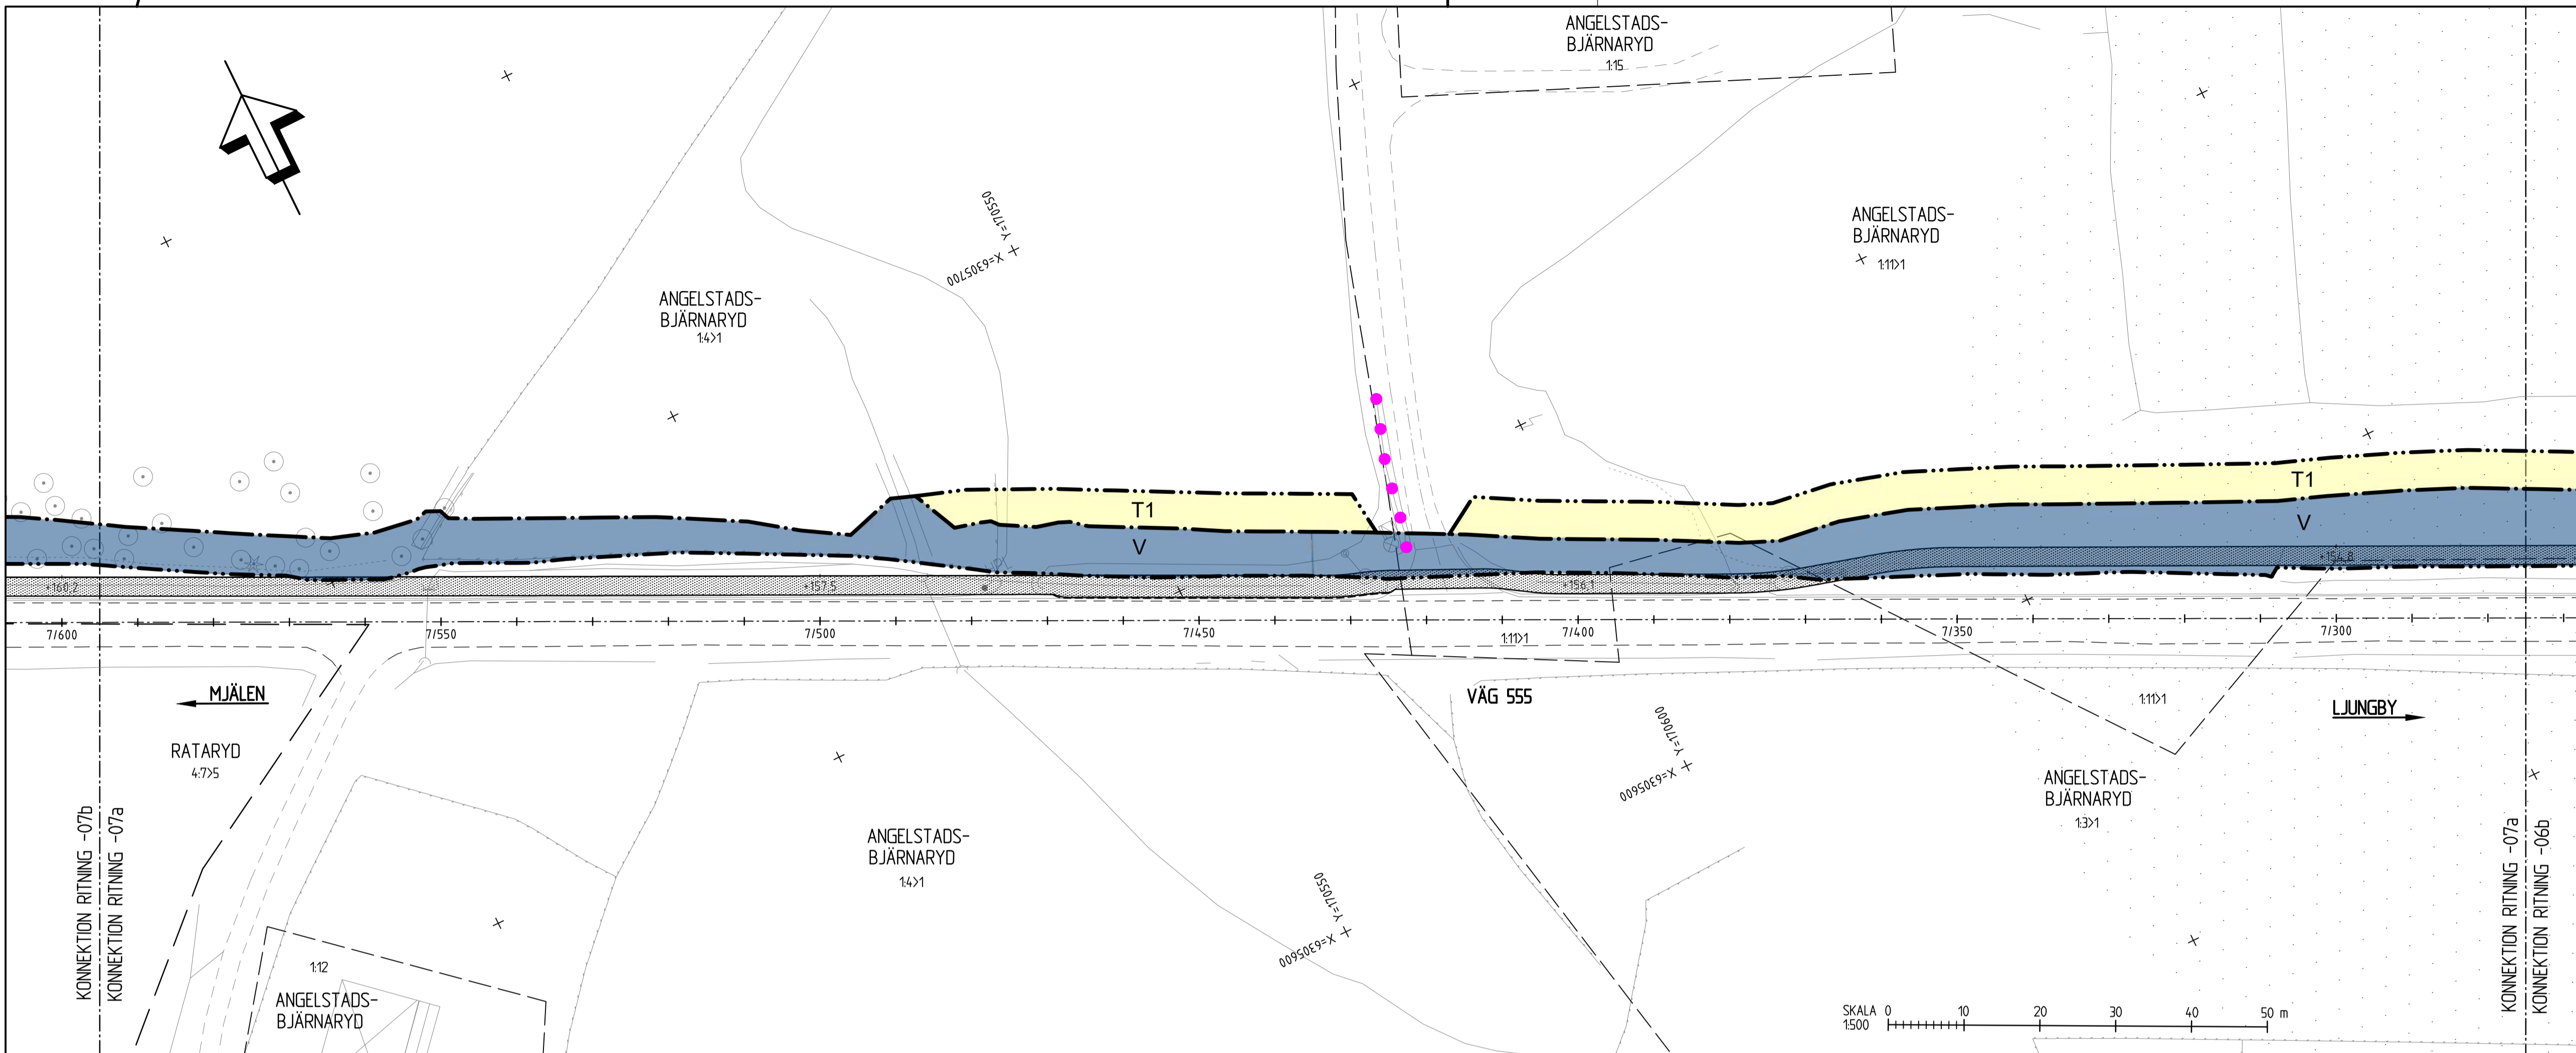 ANGELSTADS-
BJÄRNARYD
1:15
ANGELSTADS-
BJÄRNARYD
1:11>1
Y=170550
X=6305700
ANGELSTADS-
BJÄRNARYD
1:4>1
T1
V
T1
V
+160,2
+157,5
+156,1
+154,8
7/600
7/550
7/500
7/450
7/400
7/350
7/300
1:11>1
MJÄLEN
VÄG 555
1:11>1
LJUNGBY
RATARYD
4:7>5
Y=170600
X=6305600
ANGELSTADS-
BJÄRNARYD
1:3>1
ANGELSTADS-
BJÄRNARYD
1:4>1
Y=170550
X=6305600
KONNEKTION RITNING -07b
KONNEKTION RITNING -07a
KONNEKTION RITNING -07a
KONNEKTION RITNING -06b
1:12
ANGELSTADS-
BJÄRNARYD
SKALA
1:500
0 10 20 30 40 50 m